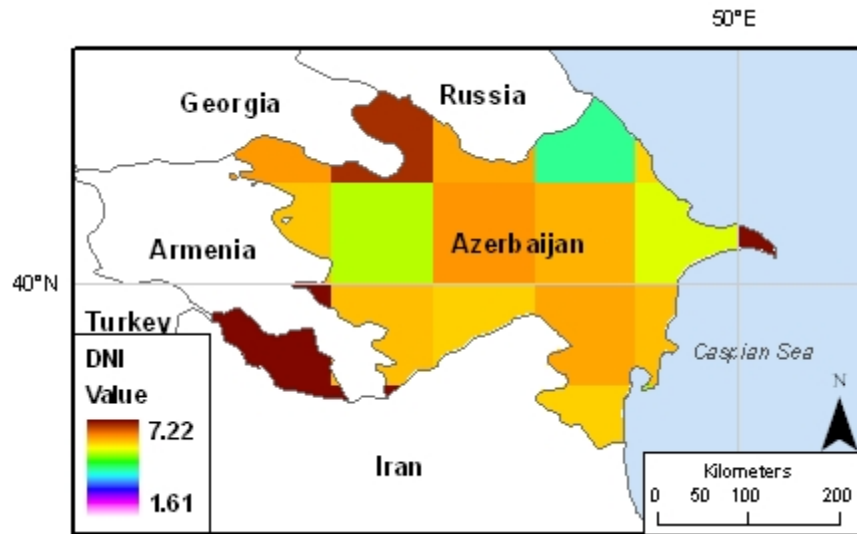 50°E
Georgia
Russia
Armenia
Azerbaijan
40°N
Turkey
Caspian Sea
DNI
Value
7.22
1.61
Iran
N
Kilometers
0 50 100 200